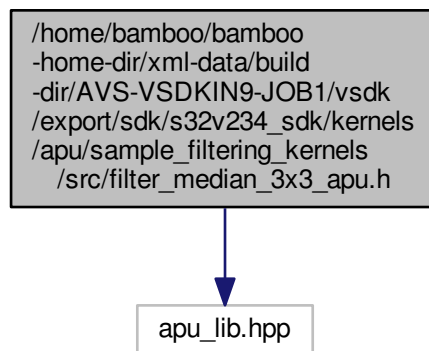 /home/bamboo/bamboo
-home-dir/xml-data/build
-dir/AVS-VSDKIN9-JOB1/vsdk
/export/sdk/s32v234_sdk/kernels
/apu/sample_filtering_kernels
/src/filter_median_3x3_apu.h
apu_lib.hpp